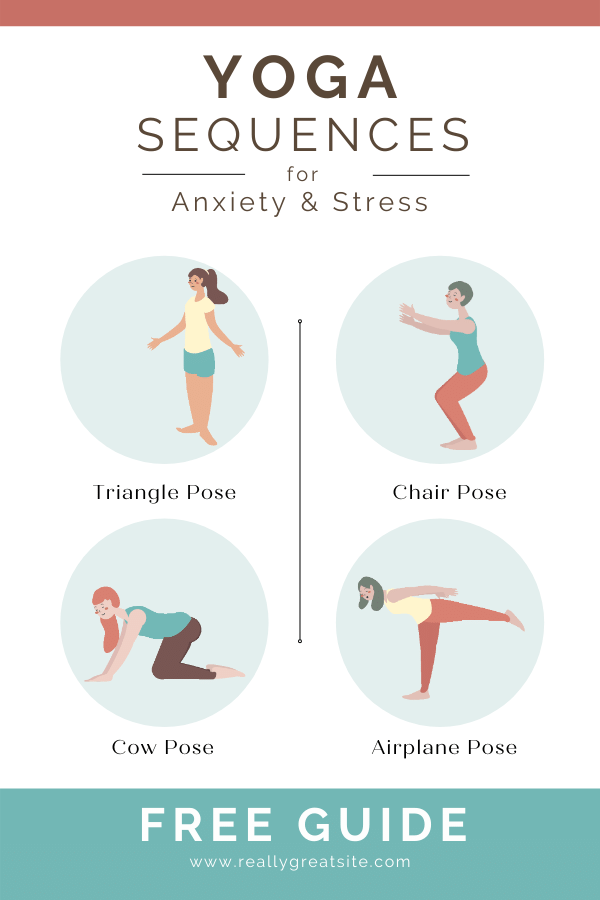 YOGA
SEQUENCES
for
Anxiety & Stress
Triangle Pose
Chair Pose
Cow Pose
Airplane Pose
FREE GUIDE
www.reallygreatsite.com